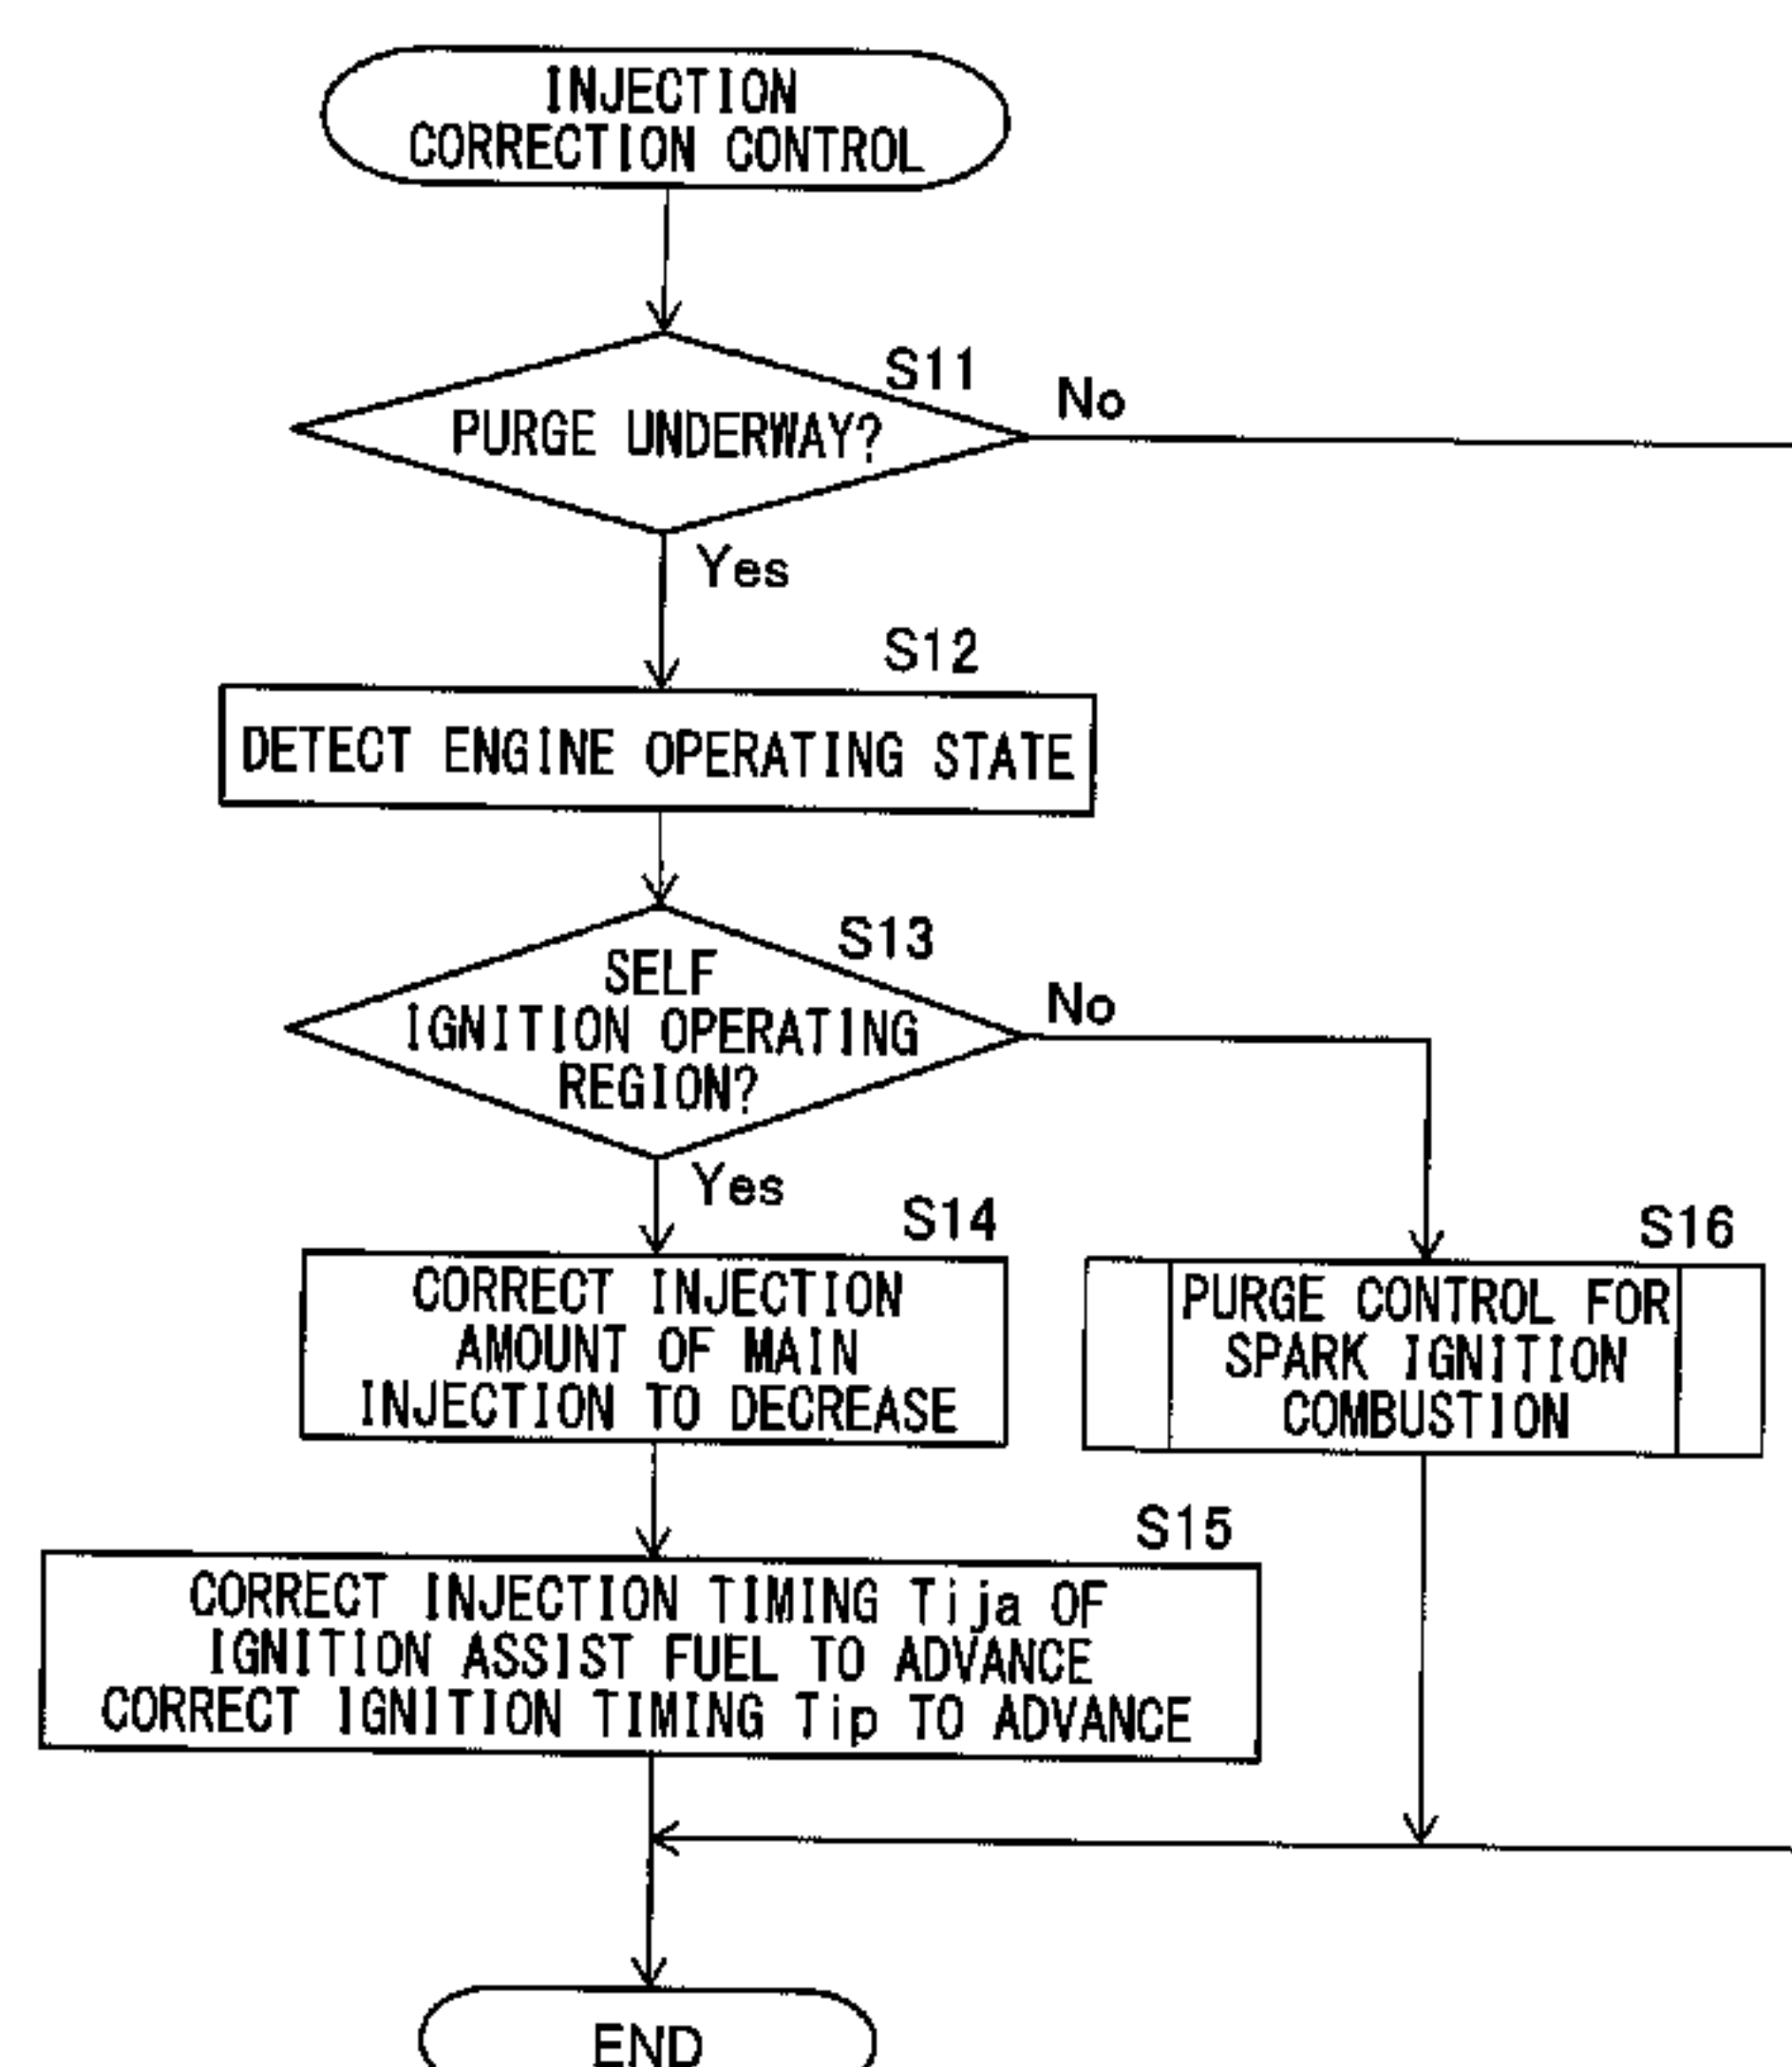 INJECTION
CORRECTION CONTROL
S11
No
PURGE UNDERWAY?
Yes
S12
DETECT ENGINE OPERATING STATE
S13
SELF
IGNITION OPERATING
REGION?
No
Yes
S14
CORRECT INJECTION
AMOUNT OF MAIN
INJECTION TO DECREASE
S16
PURGE CONTROL FOR
SPARK IGNITION
COMBUSTION
S15
CORRECT INJECTION TIMING Tija OF
IGNITION ASSIST FUEL TO ADVANCE
CORRECT IGNITION TIMING Tip TO ADVANCE
END